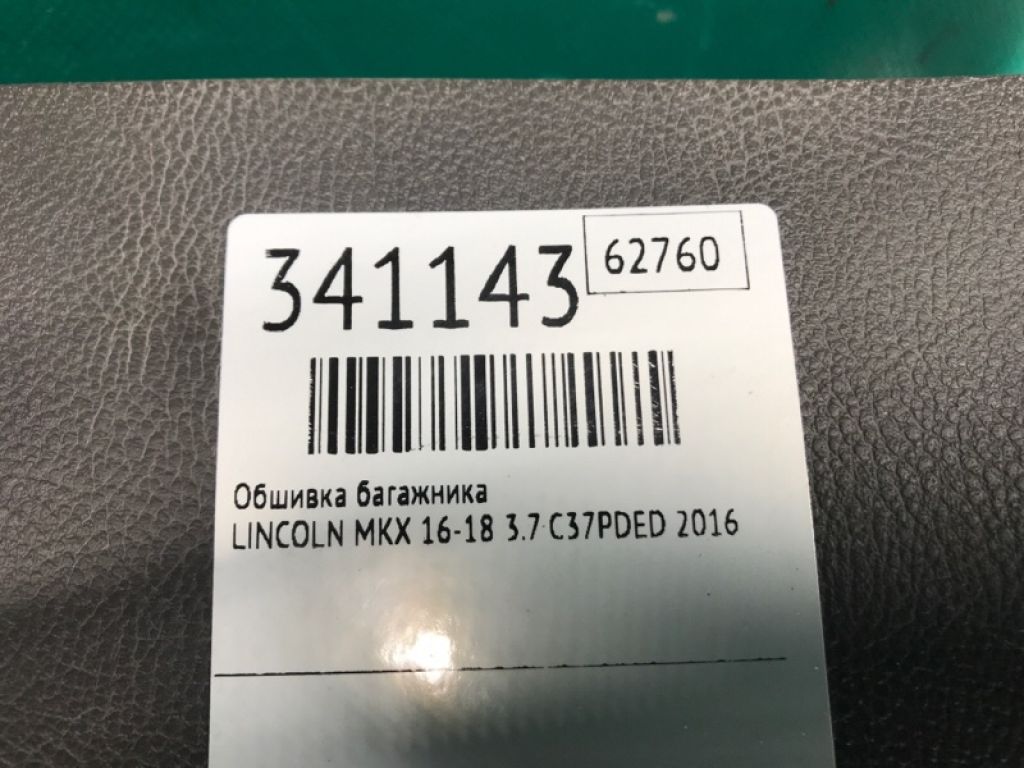 341143
62760
Обшивка багажника
LINCOLN MKX 16-18 3.7 C37PDED 2016